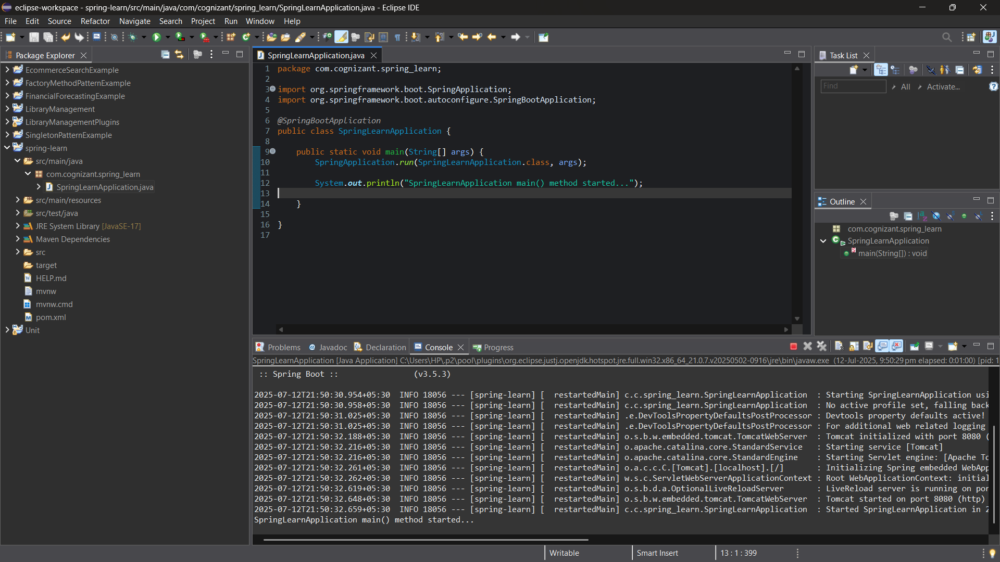 eclipse-workspace - spring-learn/src/main/java/com/cognizant/spring_learn/SpringLearnApplication.java - Eclipse IDE
File Edit Source Refactor Navigate Search Project Run Window Help
Package Explorer
EcommerceSearchExample
FactoryMethodPatternExample
FinancialForecastingExample
LibraryManagement
LibraryManagementPlugins
SingletonPatternExample
spring-learn
src/main/java
com.cognizant.spring_learn
SpringLearnApplication.java
src/main/resources
src/test/java
JRE System Library [JavaSE-17]
Maven Dependencies
src
target
HELP.md
mvnw
mvnw.cmd
pom.xml
Unit
SpringLearnApplication.java
1 package com.cognizant.spring_learn;
2
3 import org.springframework.boot.SpringApplication;
4 import org.springframework.boot.autoconfigure.SpringBootApplication;
5
6 @SpringBootApplication
7 public class SpringLearnApplication {
8
9 public static void main(String[] args) {
10 SpringApplication.run(SpringLearnApplication.class, args);
11
12 System.out.println("SpringLearnApplication main() method started...");
13
14 }
15
16 }
17
Task List
Find All Activate...
Outline
com.cognizant.spring_learn
SpringLearnApplication
main(String[]) : void
Problems Javadoc Declaration Console Progress
SpringLearnApplication [Java Application] C:\Users\HP\.p2\pool\plugins\org.eclipse.justj.openjdk.hotspot.jre.full.win32.x86_64_21.0.7.v20250502-0916\jre\bin\javaw.exe (12-Jul-2025, 9:50:29 pm elapsed: 0:01:00) [pid: 1
:: Spring Boot :: (v3.5.3)
2025-07-12T21:50:30.954+05:30 INFO 18056 --- [spring-learn] [ restartedMain] c.c.spring_learn.SpringLearnApplication : Starting SpringLearnApplication usi
2025-07-12T21:50:30.958+05:30 INFO 18056 --- [spring-learn] [ restartedMain] c.c.spring_learn.SpringLearnApplication : No active profile set, falling back
2025-07-12T21:50:31.025+05:30 INFO 18056 --- [spring-learn] [ restartedMain] .e.DevToolsPropertyDefaultsPostProcessor : Devtools property defaults active!
2025-07-12T21:50:31.025+05:30 INFO 18056 --- [spring-learn] [ restartedMain] .e.DevToolsPropertyDefaultsPostProcessor : For additional web related logging
2025-07-12T21:50:32.188+05:30 INFO 18056 --- [spring-learn] [ restartedMain] o.s.b.w.embedded.tomcat.TomcatWebServer : Tomcat initialized with port 8080 (
2025-07-12T21:50:32.216+05:30 INFO 18056 --- [spring-learn] [ restartedMain] o.apache.catalina.core.StandardService : Starting service [Tomcat]
2025-07-12T21:50:32.216+05:30 INFO 18056 --- [spring-learn] [ restartedMain] o.apache.catalina.core.StandardEngine : Starting Servlet engine: [Apache To
2025-07-12T21:50:32.261+05:30 INFO 18056 --- [spring-learn] [ restartedMain] o.a.c.c.C.[Tomcat].[localhost].[/] : Initializing Spring embedded WebApp
2025-07-12T21:50:32.262+05:30 INFO 18056 --- [spring-learn] [ restartedMain] w.s.c.ServletWebServerApplicationContext : Root WebApplicationContext: initial
2025-07-12T21:50:32.619+05:30 INFO 18056 --- [spring-learn] [ restartedMain] o.s.b.d.a.OptionalLiveReloadServer : LiveReload server is running on por
2025-07-12T21:50:32.648+05:30 INFO 18056 --- [spring-learn] [ restartedMain] o.s.b.w.embedded.tomcat.TomcatWebServer : Tomcat started on port 8080 (http)
2025-07-12T21:50:32.659+05:30 INFO 18056 --- [spring-learn] [ restartedMain] c.c.spring_learn.SpringLearnApplication : Started SpringLearnApplication in 2
SpringLearnApplication main() method started...
Writable Smart Insert 13 : 1 : 399